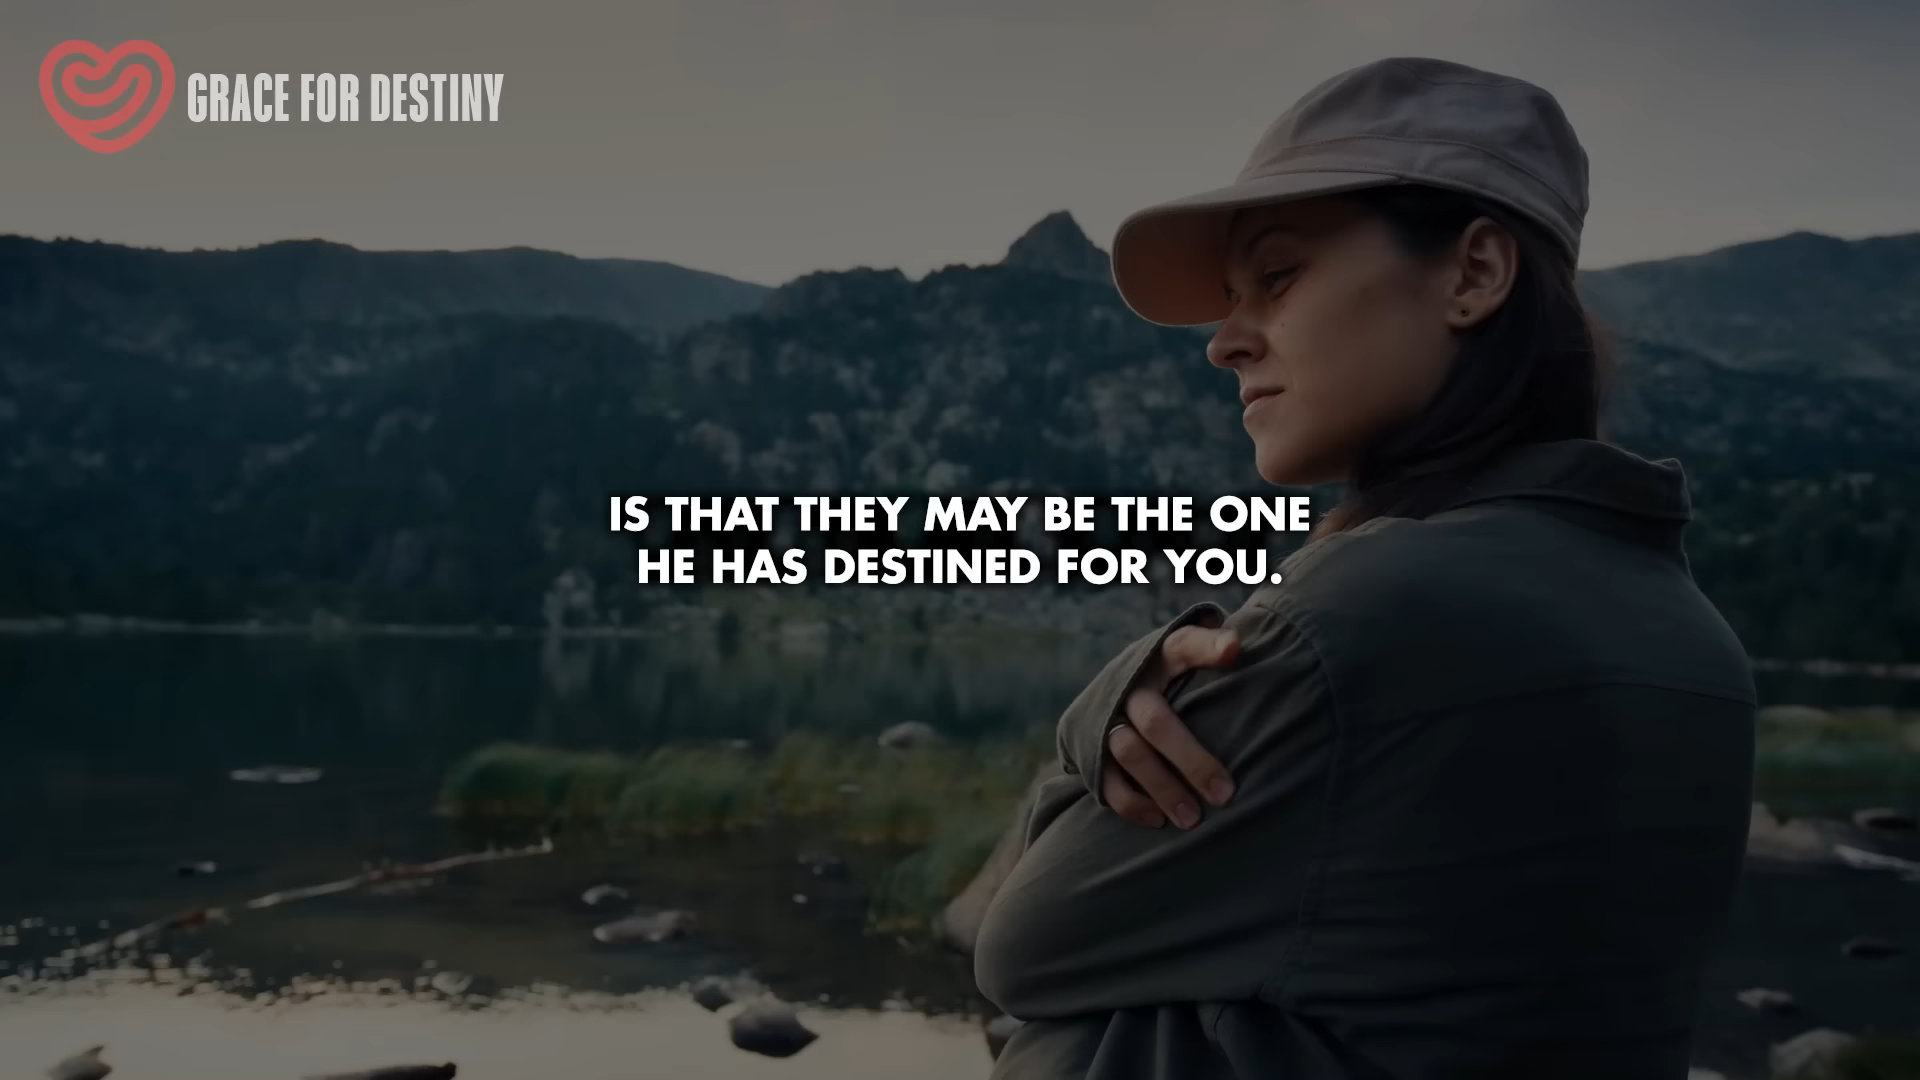 GRACE FOR DESTINY
IS THAT THEY MAY BE THE ONE
HE HAS DESTINED FOR YOU.